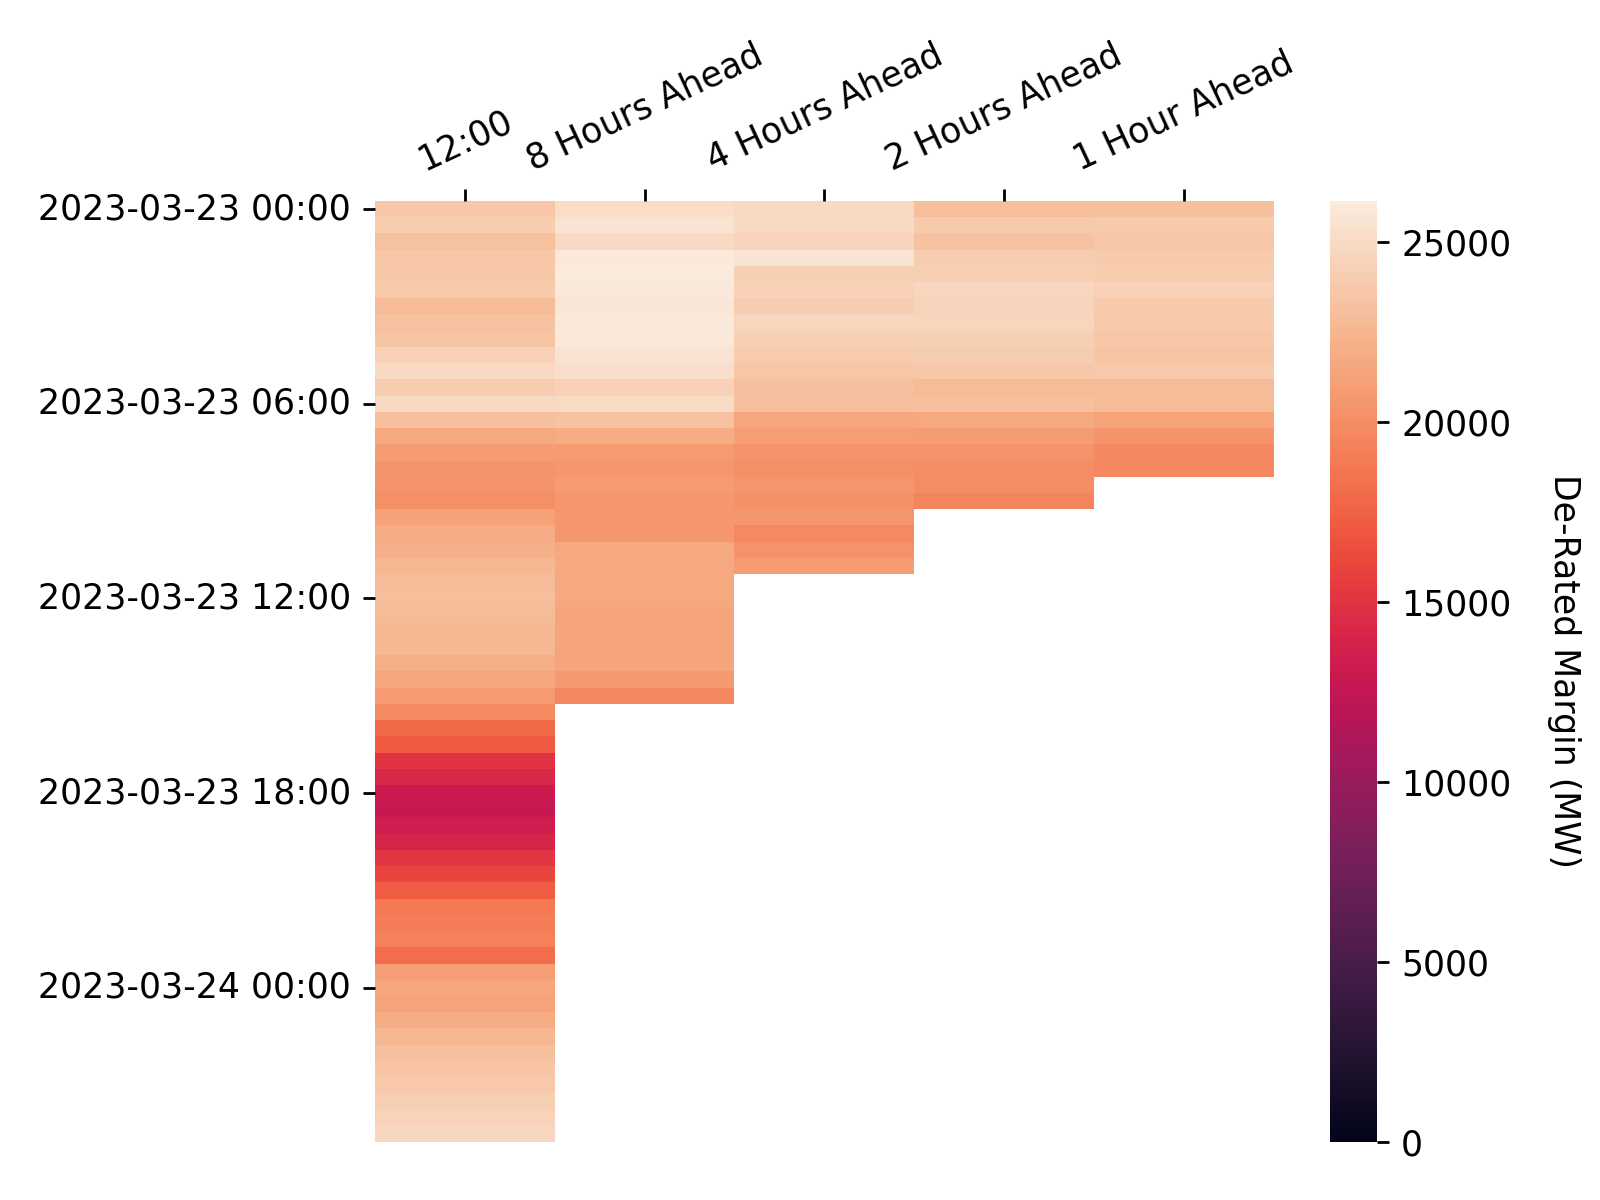 12:00
8 Hours Ahead
4 Hours Ahead
2 Hours Ahead
1 Hour Ahead
2023-03-23 00:00
2023-03-23 06:00
2023-03-23 12:00
2023-03-23 18:00
2023-03-24 00:00
25000
20000
15000
10000
5000
0
De-Rated Margin (MW)